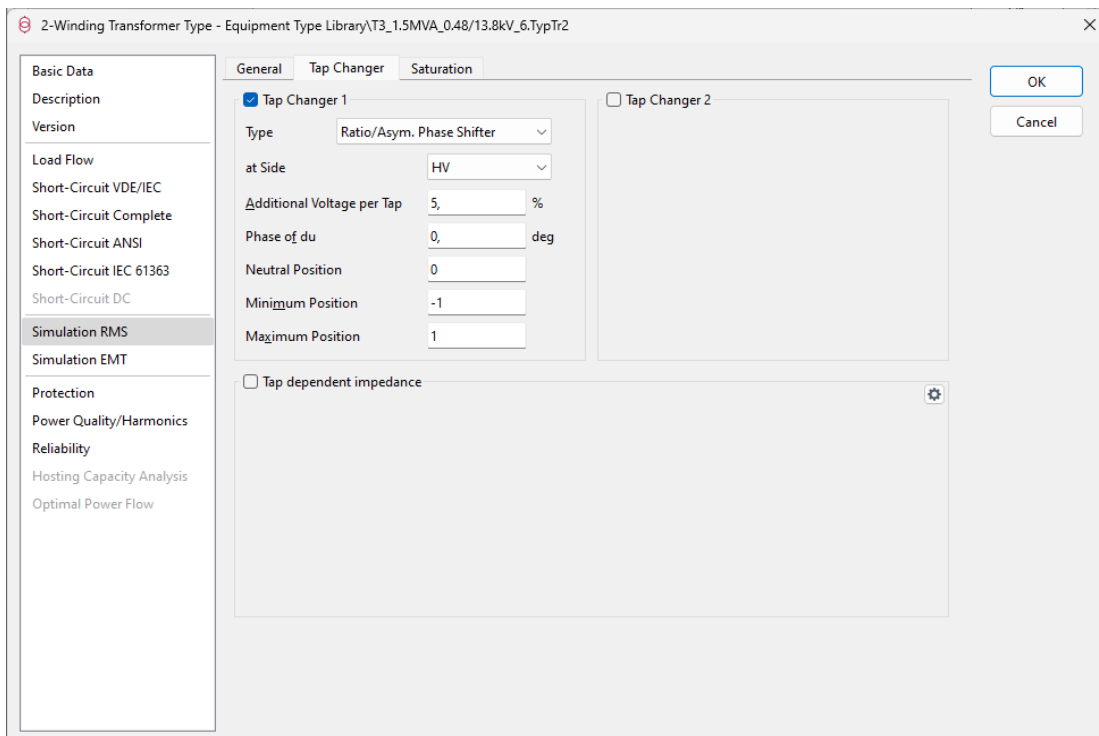 2-Winding Transformer Type - Equipment Type Library\T3_1.5MVA_0.48/13.8kV_6.TypTr2
Basic Data
Description
Version
Load Flow
Short-Circuit VDE/IEC
Short-Circuit Complete
Short-Circuit ANSI
Short-Circuit IEC 61363
Short-Circuit DC
Simulation RMS
Simulation EMT
Protection
Power Quality/Harmonics
Reliability
Hosting Capacity Analysis
Optimal Power Flow
General Tap Changer Saturation
Tap Changer 1
Type Ratio/Asym. Phase Shifter
at Side HV
Additional Voltage per Tap 5, %
Phase of du 0, deg
Neutral Position 0
Minimum Position -1
Maximum Position 1
Tap Changer 2
Tap dependent impedance
OK
Cancel